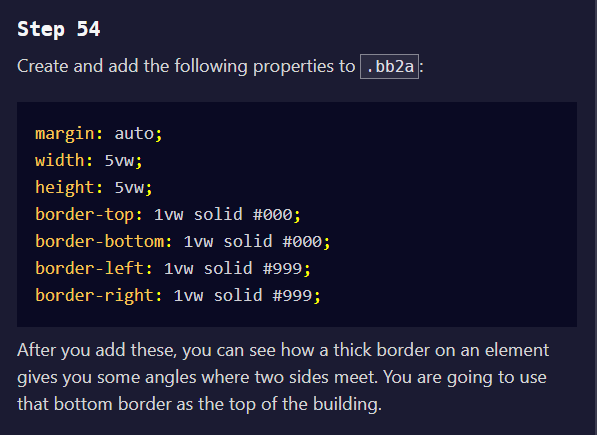 Step 54
Create and add the following properties to .bb2a:
margin: auto;
width: 5vw;
height: 5vw;
border-top: 1vw solid #000;
border-bottom: 1vw solid #000;
border-left: 1vw solid #999;
border-right: 1vw solid #999;
After you add these, you can see how a thick border on an element
gives you some angles where two sides meet. You are going to use
that bottom border as the top of the building.